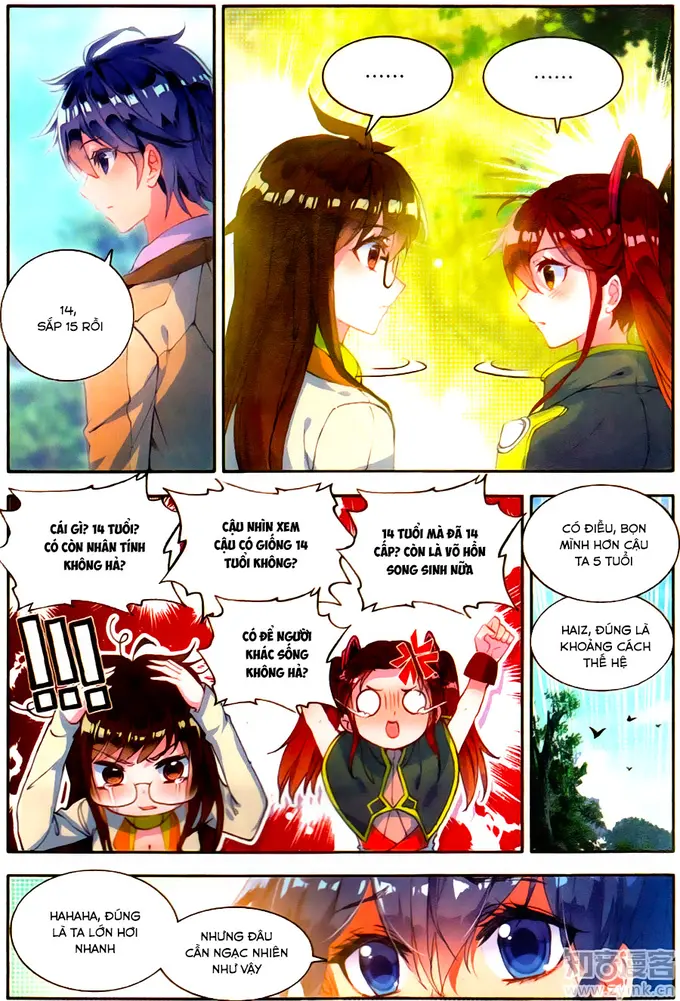 14,
SẮP 15 RỒI
......
......
CÁI GÌ? 14 TUỔI?
CÓ CÒN NHÂN TÍNH
KHÔNG HẢ?
CẬU NHÌN XEM
CẬU CÓ GIỐNG 14
TUỔI KHÔNG?
14 TUỔI MÀ ĐÃ 14
CẤP? CÒN LÀ VÕ HỒN
SONG SINH NỮA
CÓ ĐỂ NGƯỜI
KHÁC SỐNG
KHÔNG HẢ?
!!!
CÓ ĐIỀU, BỌN
MÌNH HƠN CẬU
TA 5 TUỔI
HAIZ, ĐÚNG LÀ
KHOẢNG CÁCH
THẾ HỆ
HAHAHA, ĐÚNG
LÀ TA LỚN HƠI
NHANH
NHƯNG ĐÂU
CẦN NGẠC NHIÊN
NHƯ VẬY
知音漫客
www.zymk.cn